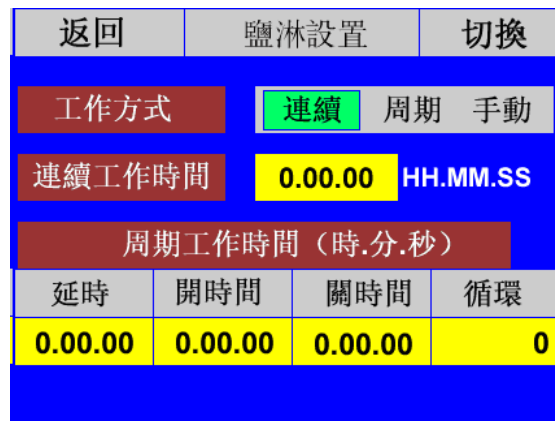 返回 鹽淋設置 切換
工作方式 連續 周期 手動
連續工作時間 0.00.00 HH.MM.SS
周期工作時間（時.分.秒）
延時 開時間 關時間 循環
0.00.00 0.00.00 0.00.00 0